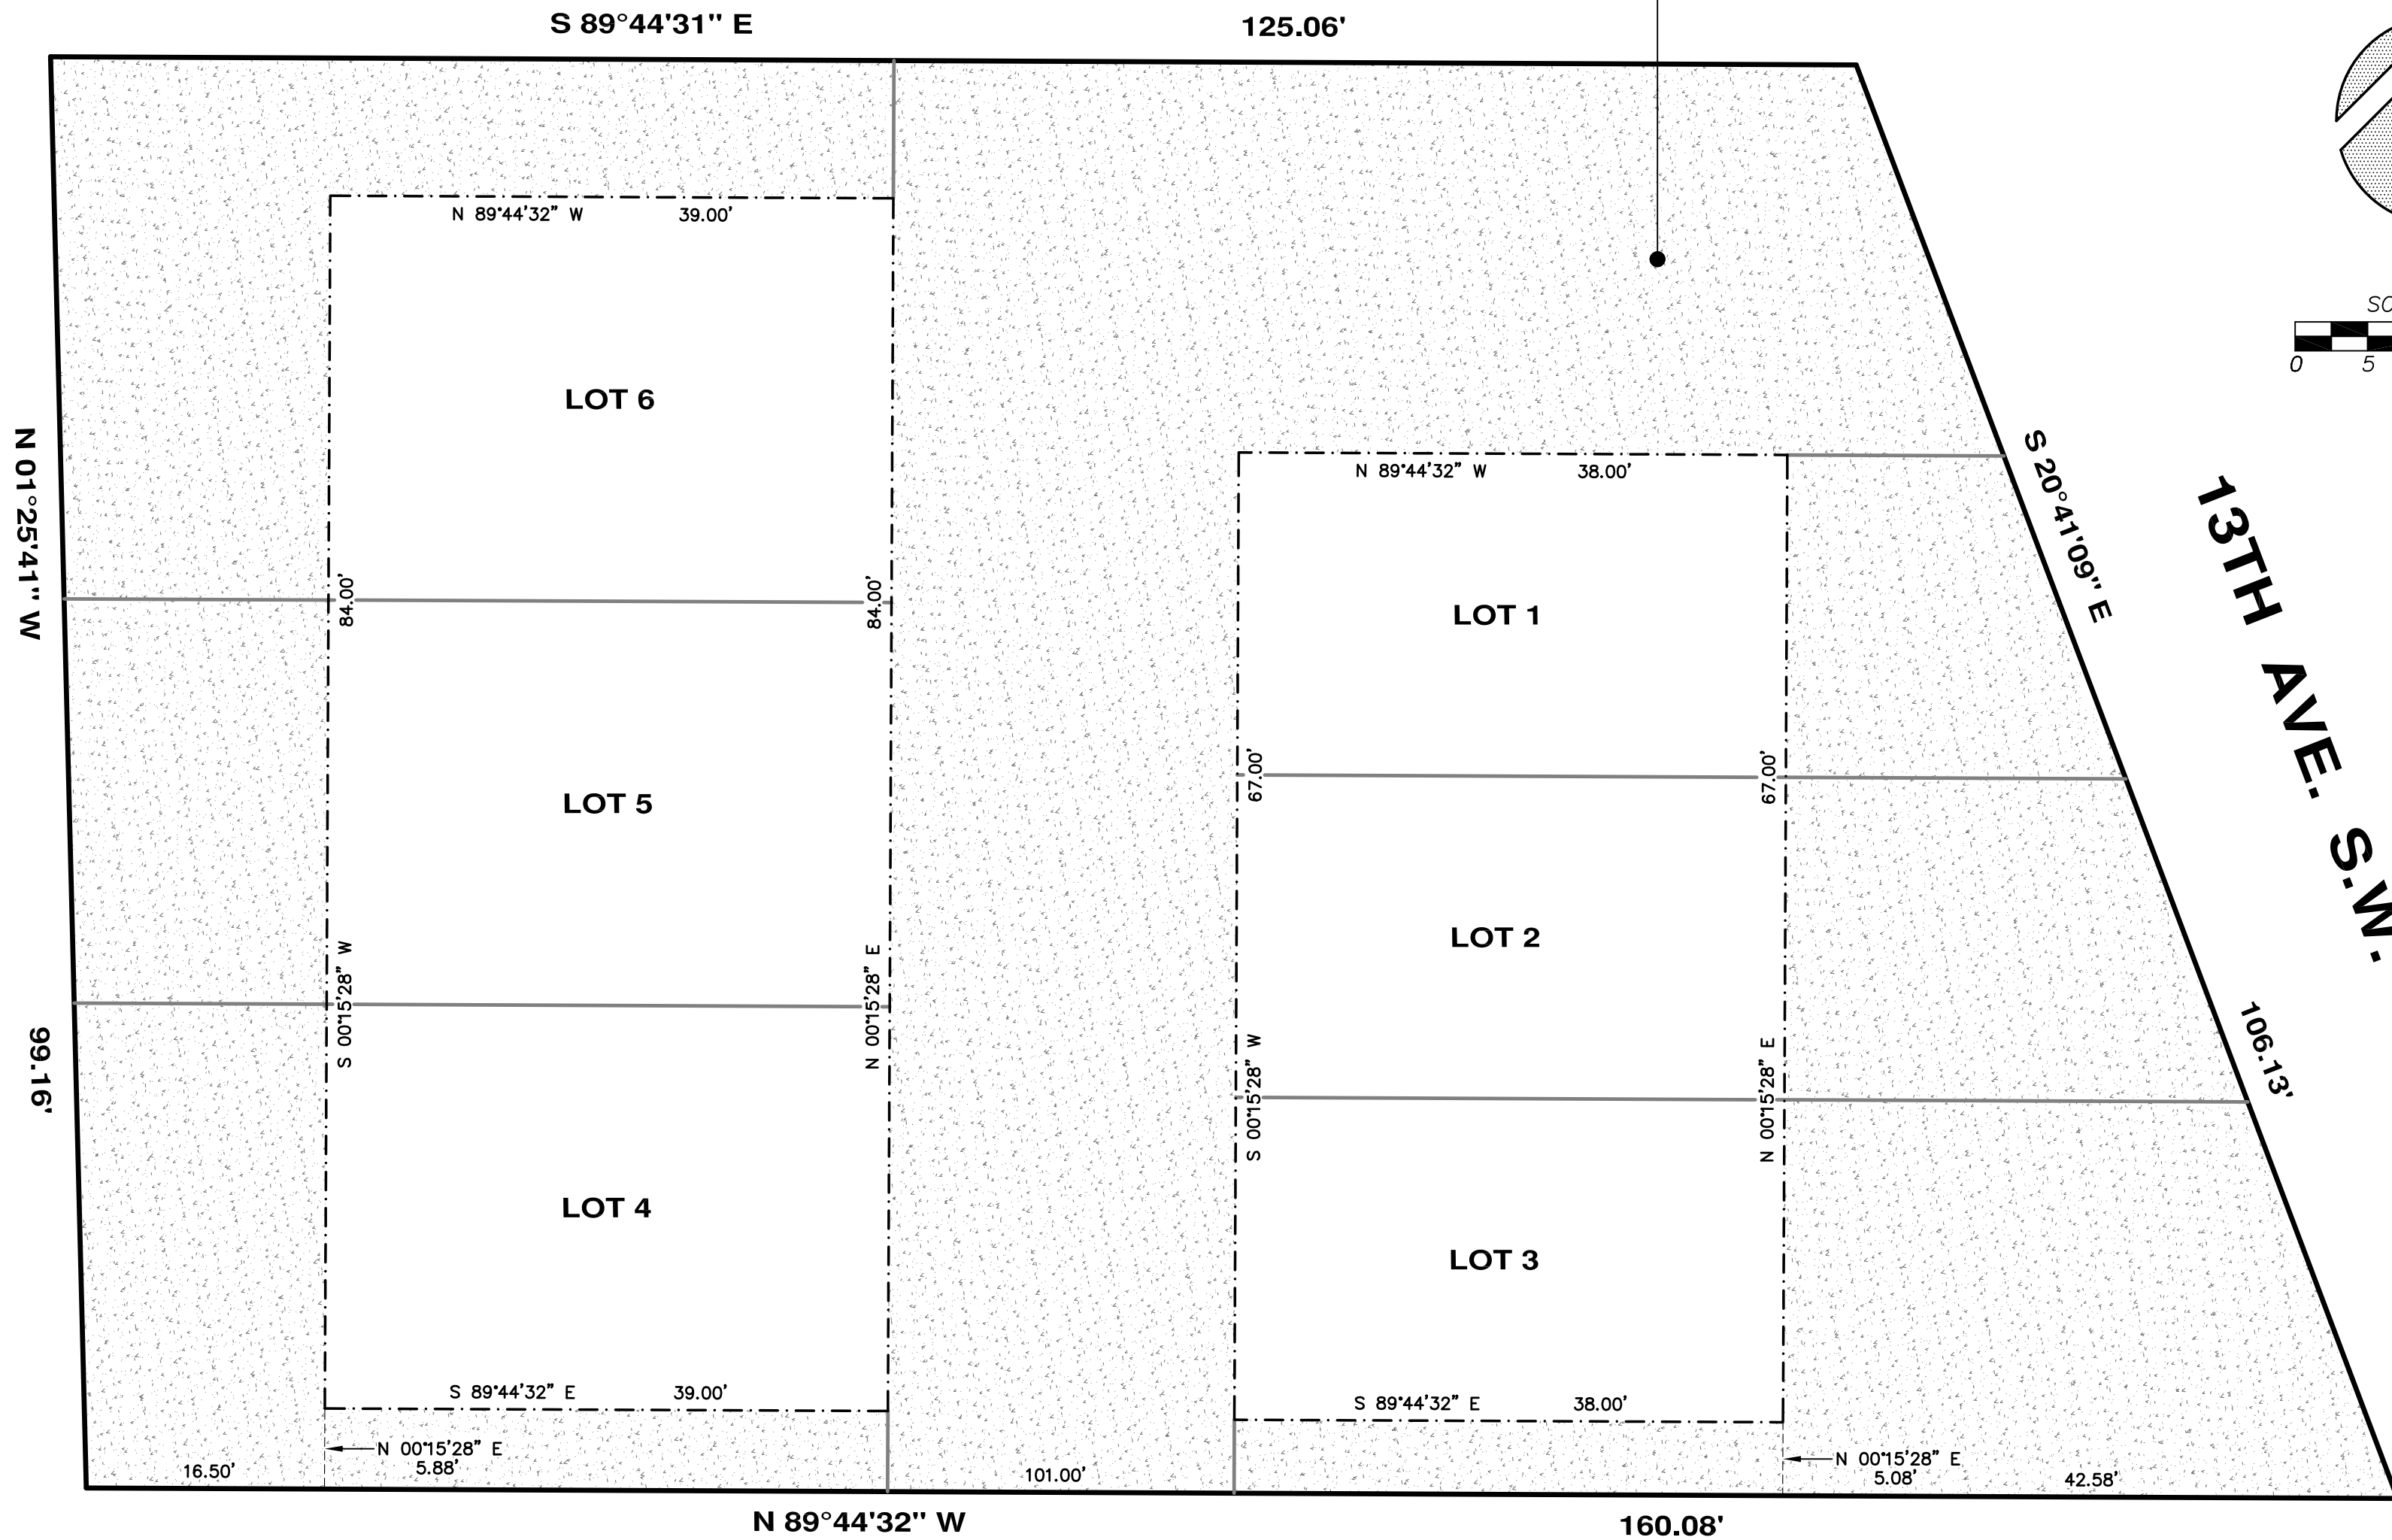 S 89°44'31" E 125.06'
SC
0 5
N 89°44'32” W 39.00'
LOT 6
N 01°25'41" W
99.16'
84.00'
84.00'
LOT 5
S 00°15'28” W
N 00°15'28” E
LOT 4
S 89°44'32” E 39.00'
N 00°15'28” E
5.88'
16.50'
N 89°44'32” W 38.00'
LOT 1
67.00'
67.00'
LOT 2
S 00°15'28” W
N 00°15'28” E
LOT 3
S 89°44'32” E 38.00'
N 00°15'28” E
5.08'
101.00'
42.58'
S 20°41'09" E
106.13'
13TH AVE. S.W.
N 89°44'32" W 160.08'